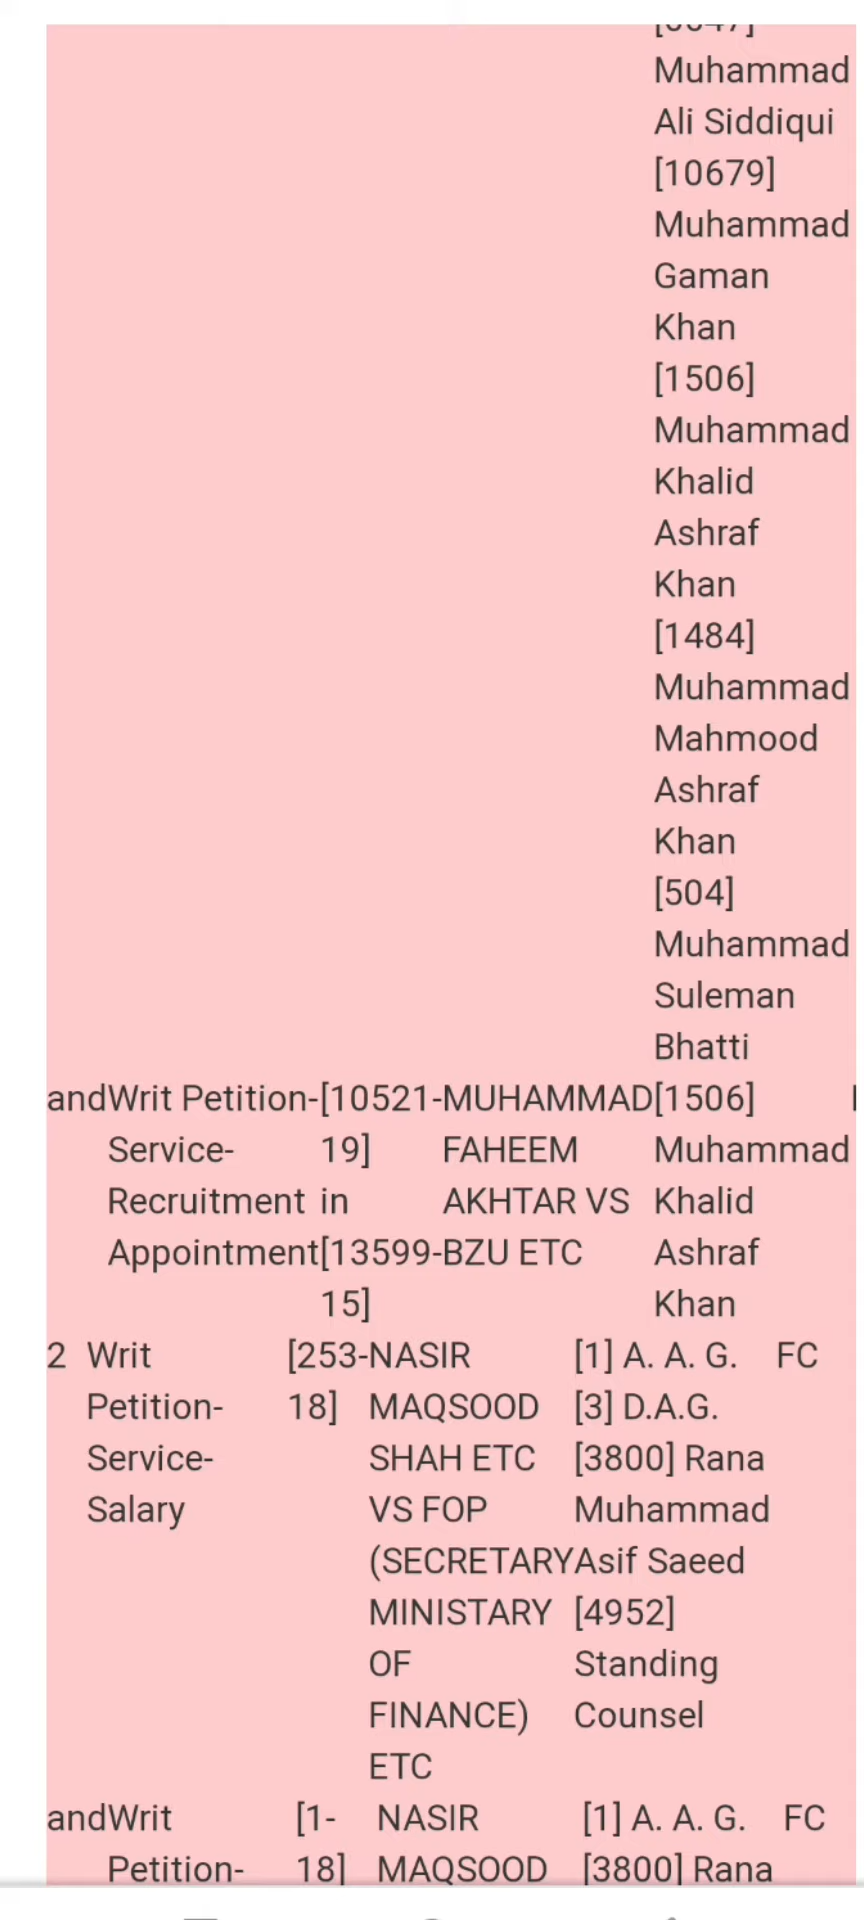 Muhammad
Ali Siddiqui
[10679]
Muhammad
Gaman
Khan
[1506]
Muhammad
Khalid
Ashraf
Khan
[1484]
Muhammad
Mahmood
Ashraf
Khan
[504]
Muhammad
Suleman
Bhatti
andWrit Petition-[10521-MUHAMMAD[1506]
Service- 19] FAHEEM Muhammad
Recruitment in AKHTAR VS Khalid
Appointment[13599-BZU ETC Ashraf
15] Khan
2 Writ [253-NASIR [1] A. A. G. FC
Petition- 18] MAQSOOD [3] D.A.G.
Service- SHAH ETC [3800] Rana
Salary VS FOP Muhammad
(SECRETARYAsif Saeed
MINISTARY [4952]
OF Standing
FINANCE) Counsel
ETC
andWrit [1- NASIR [1] A. A. G. FC
Petition- 18] MAQSOOD [3800] Rana